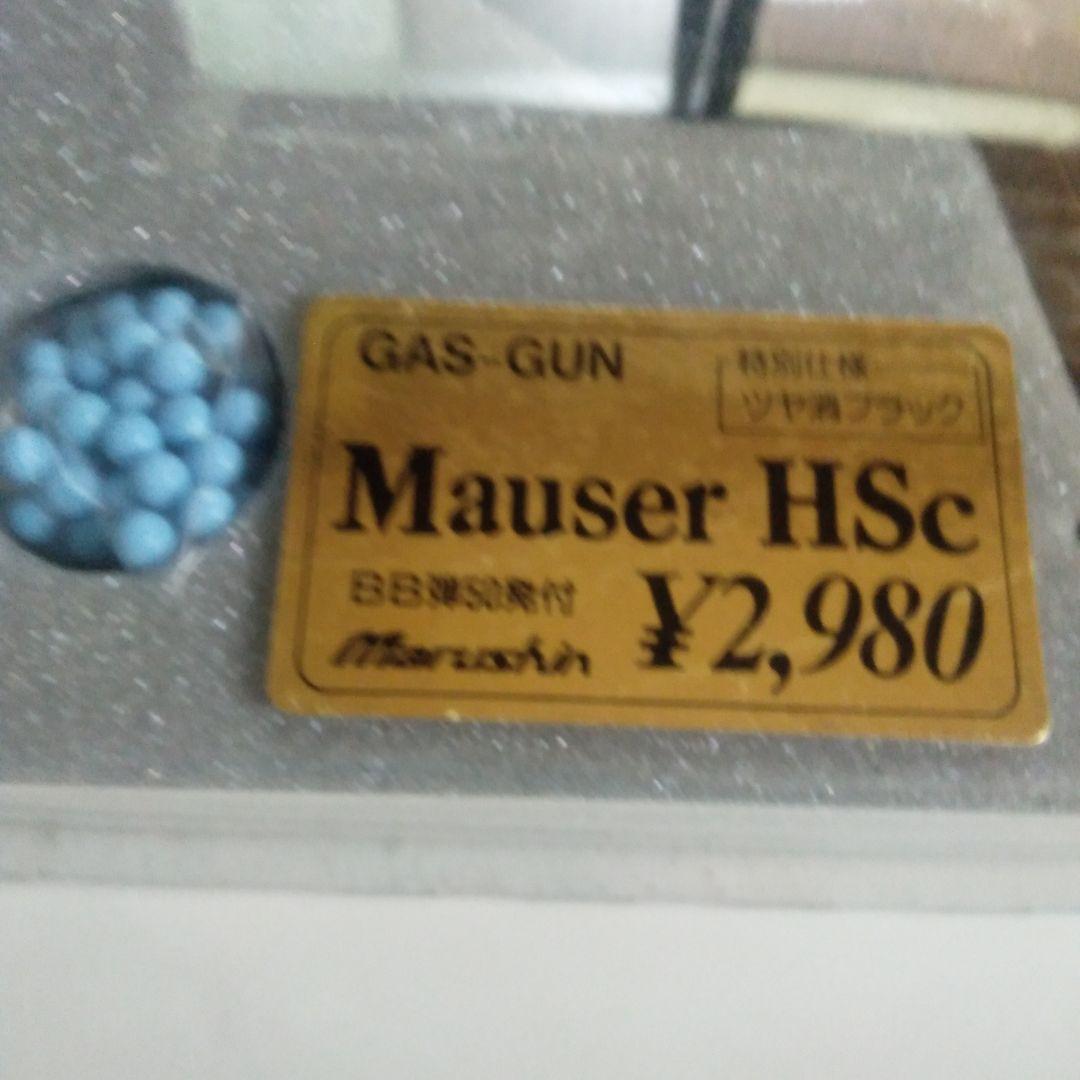 GAS-GUN
特別仕様
ツヤ消ブラック
Mauser HSc
BB弾50発付
¥2,980
Marushin